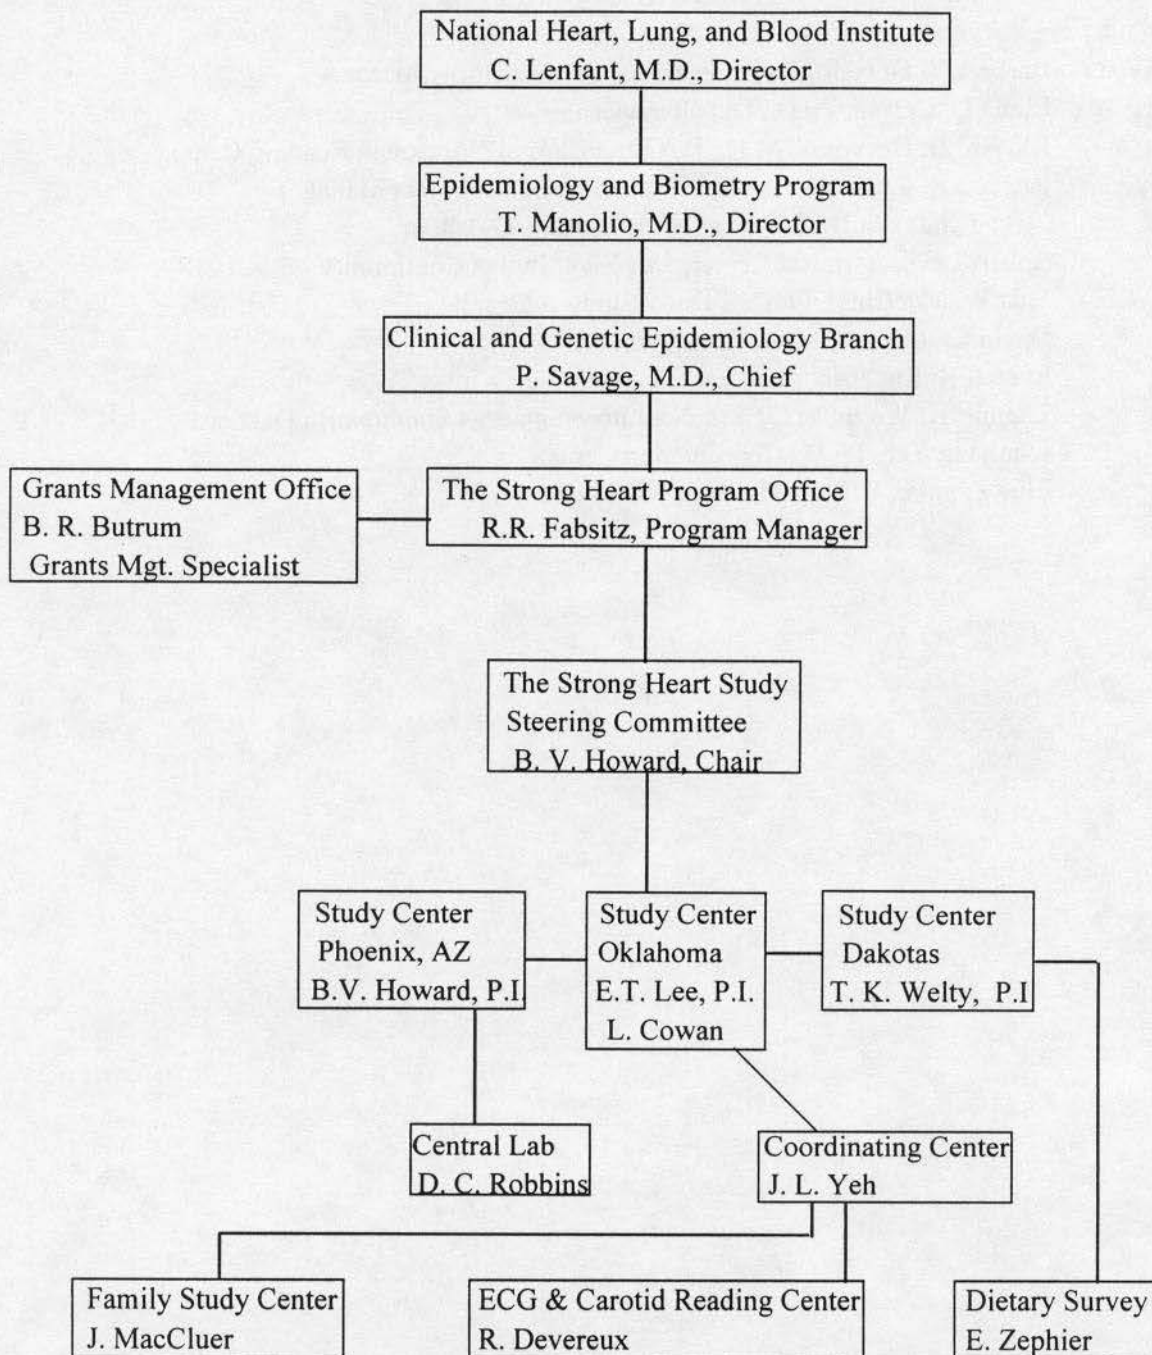 National Heart, Lung, and Blood Institute
C. Lenfant, M.D., Director
Epidemiology and Biometry Program
T. Manolio, M.D., Director
Clinical and Genetic Epidemiology Branch
P. Savage, M.D., Chief
Grants Management Office
B. R. Butrum
Grants Mgt. Specialist
The Strong Heart Program Office
R.R. Fabsitz, Program Manager
The Strong Heart Study
Steering Committee
B. V. Howard, Chair
Study Center
Phoenix, AZ
B.V. Howard, P.I.
Study Center
Oklahoma
E.T. Lee, P.I.
L. Cowan
Study Center
Dakotas
T. K. Welty, P.I
Central Lab
D. C. Robbins
Coordinating Center
J. L. Yeh
Family Study Center
J. MacCluer
ECG & Carotid Reading Center
R. Devereux
Dietary Survey
E. Zephier